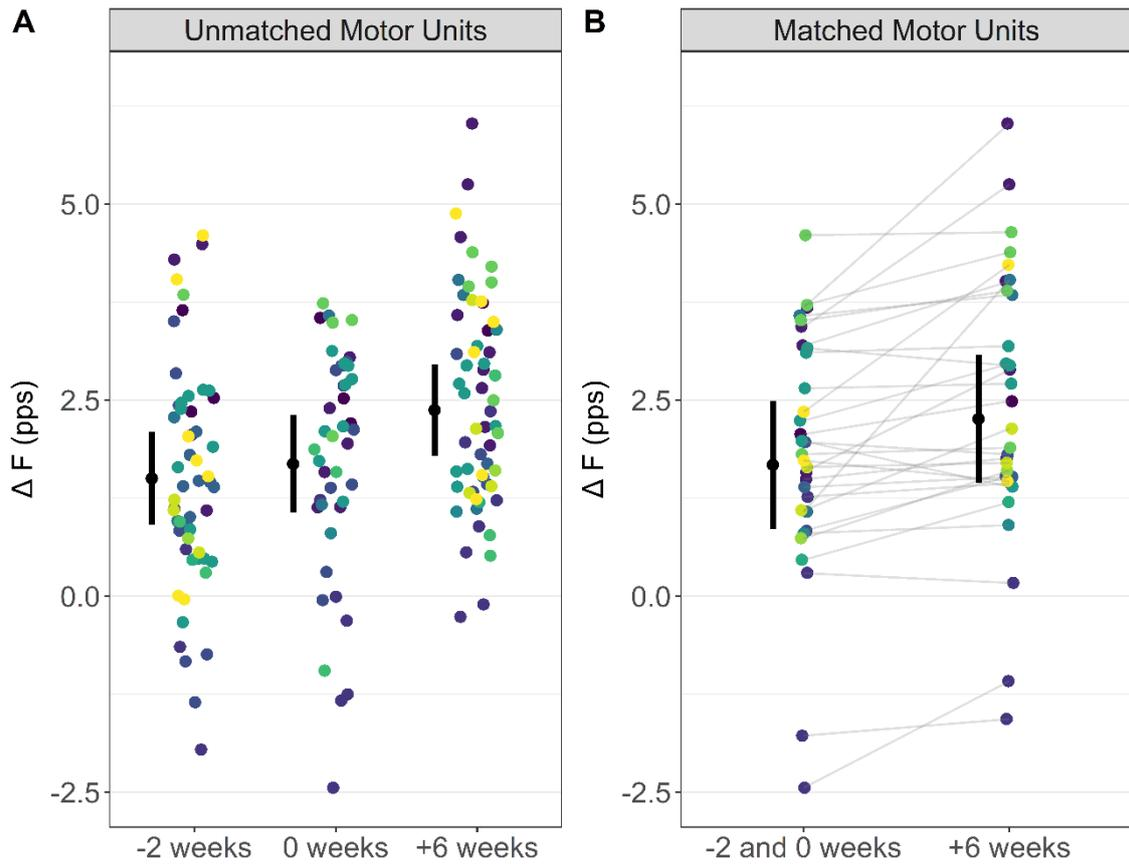 A
Unmatched Motor Units
Δ F (pps)
5.0
2.5
0.0
-2.5
-2 weeks
0 weeks
+6 weeks
B
Matched Motor Units
Δ F (pps)
5.0
2.5
0.0
-2.5
-2 and 0 weeks
+6 weeks